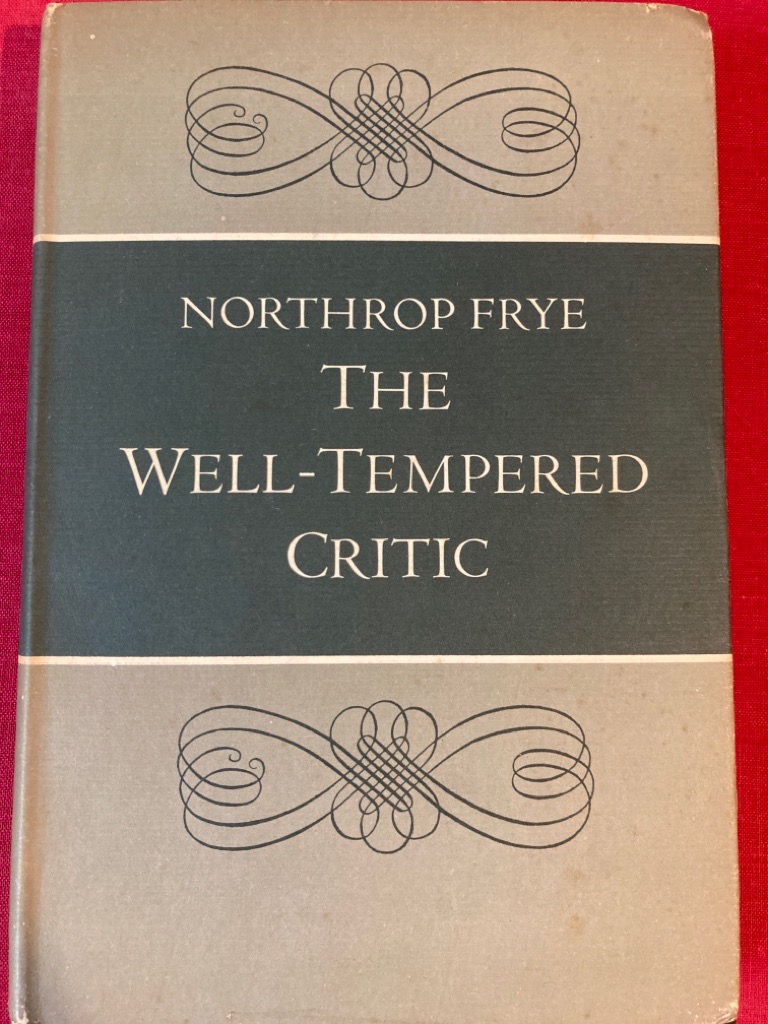 NORTHROP FRYE
THE
WELL-TEMPERED
CRITIC